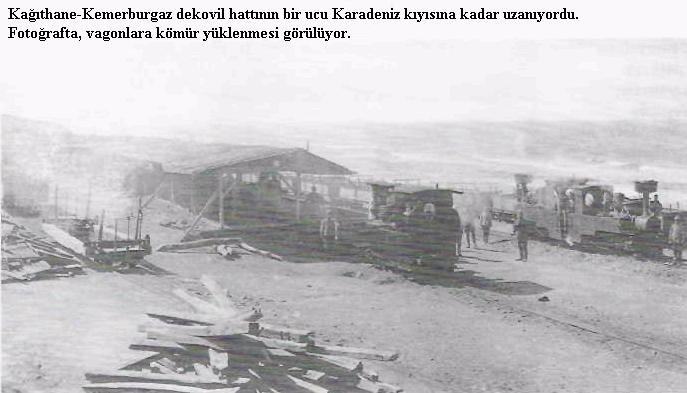 Kağıthane-Kemerburgaz dekovil hattının bir ucu Karadeniz kıyısına kadar uzanıyordu.
Fotoğrafta, vagonlara kömür yüklenmesi görülüyor.